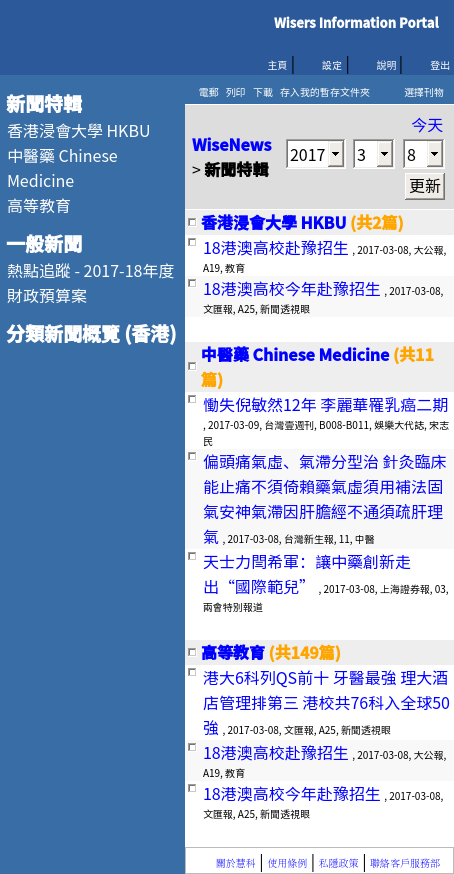 Wisers Information Portal
主頁 設定 說明 登出
新聞特輯
香港浸會大學 HKBU
中醫藥 Chinese
Medicine
高等教育
一般新聞
熱點追蹤 - 2017-18年度
財政預算案
分類新聞概覽 (香港)
電郵 列印 下載 存入我的暫存文件夾 選擇刊物
今天
WiseNews
> 新聞特輯
2017 3 8
更新
香港浸會大學 HKBU (共2篇)
18港澳高校赴豫招生 , 2017-03-08, 大公報,
A19, 教育
18港澳高校今年赴豫招生 , 2017-03-08,
文匯報, A25, 新聞透視眼
中醫藥 Chinese Medicine (共11
篇)
慟失倪敏然12年 李麗華罹乳癌二期
, 2017-03-09, 台灣壹週刊, B008-B011, 娛樂大代誌, 宋志
民
偏頭痛氣虛、氣滯分型治 針灸臨床
能止痛不須倚賴藥氣虛須用補法固
氣安神氣滯因肝膽經不通須疏肝理
氣 , 2017-03-08, 台灣新生報, 11, 中醫
天士力閆希軍：讓中藥創新走
出“國際範兒” , 2017-03-08, 上海證券報, 03,
兩會特別報道
高等教育 (共149篇)
港大6科列QS前十 牙醫最強 理大酒
店管理排第三 港校共76科入全球50
強 , 2017-03-08, 文匯報, A25, 新聞透視眼
18港澳高校赴豫招生 , 2017-03-08, 大公報,
A19, 教育
18港澳高校今年赴豫招生 , 2017-03-08,
文匯報, A25, 新聞透視眼
關於慧科 使用條例 私隱政策 聯絡客戶服務部